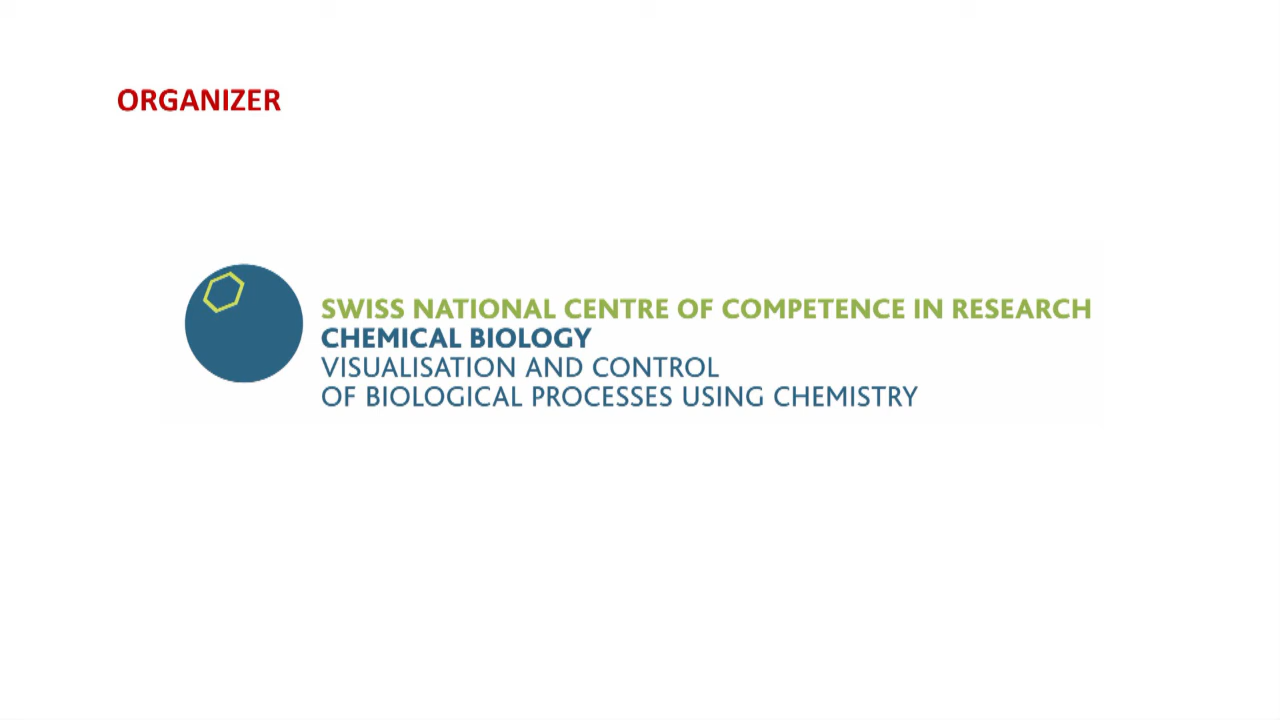 ORGANIZER
SWISS NATIONAL CENTRE OF COMPETENCE IN RESEARCH
CHEMICAL BIOLOGY
VISUALISATION AND CONTROL
OF BIOLOGICAL PROCESSES USING CHEMISTRY